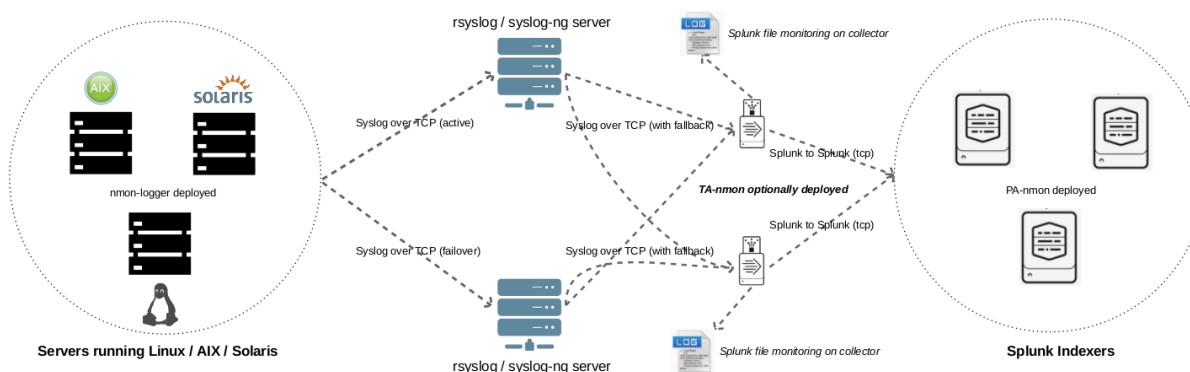 rsyslog / syslog-ng server
LOG
Splunk file monitoring on collector
AIX
solaris
Syslog over TCP (active)
Syslog over TCP (with fallback)
Splunk to Splunk (tcp)
nmon-logger deployed
TA-nmon optionally deployed
PA-nmon deployed
Syslog over TCP (failover)
Syslog over TCP (with fallback)
Splunk to Splunk (tcp)
Servers running Linux / AIX / Solaris
LOG
Splunk file monitoring on collector
Splunk Indexers
rsyslog / syslog-ng server